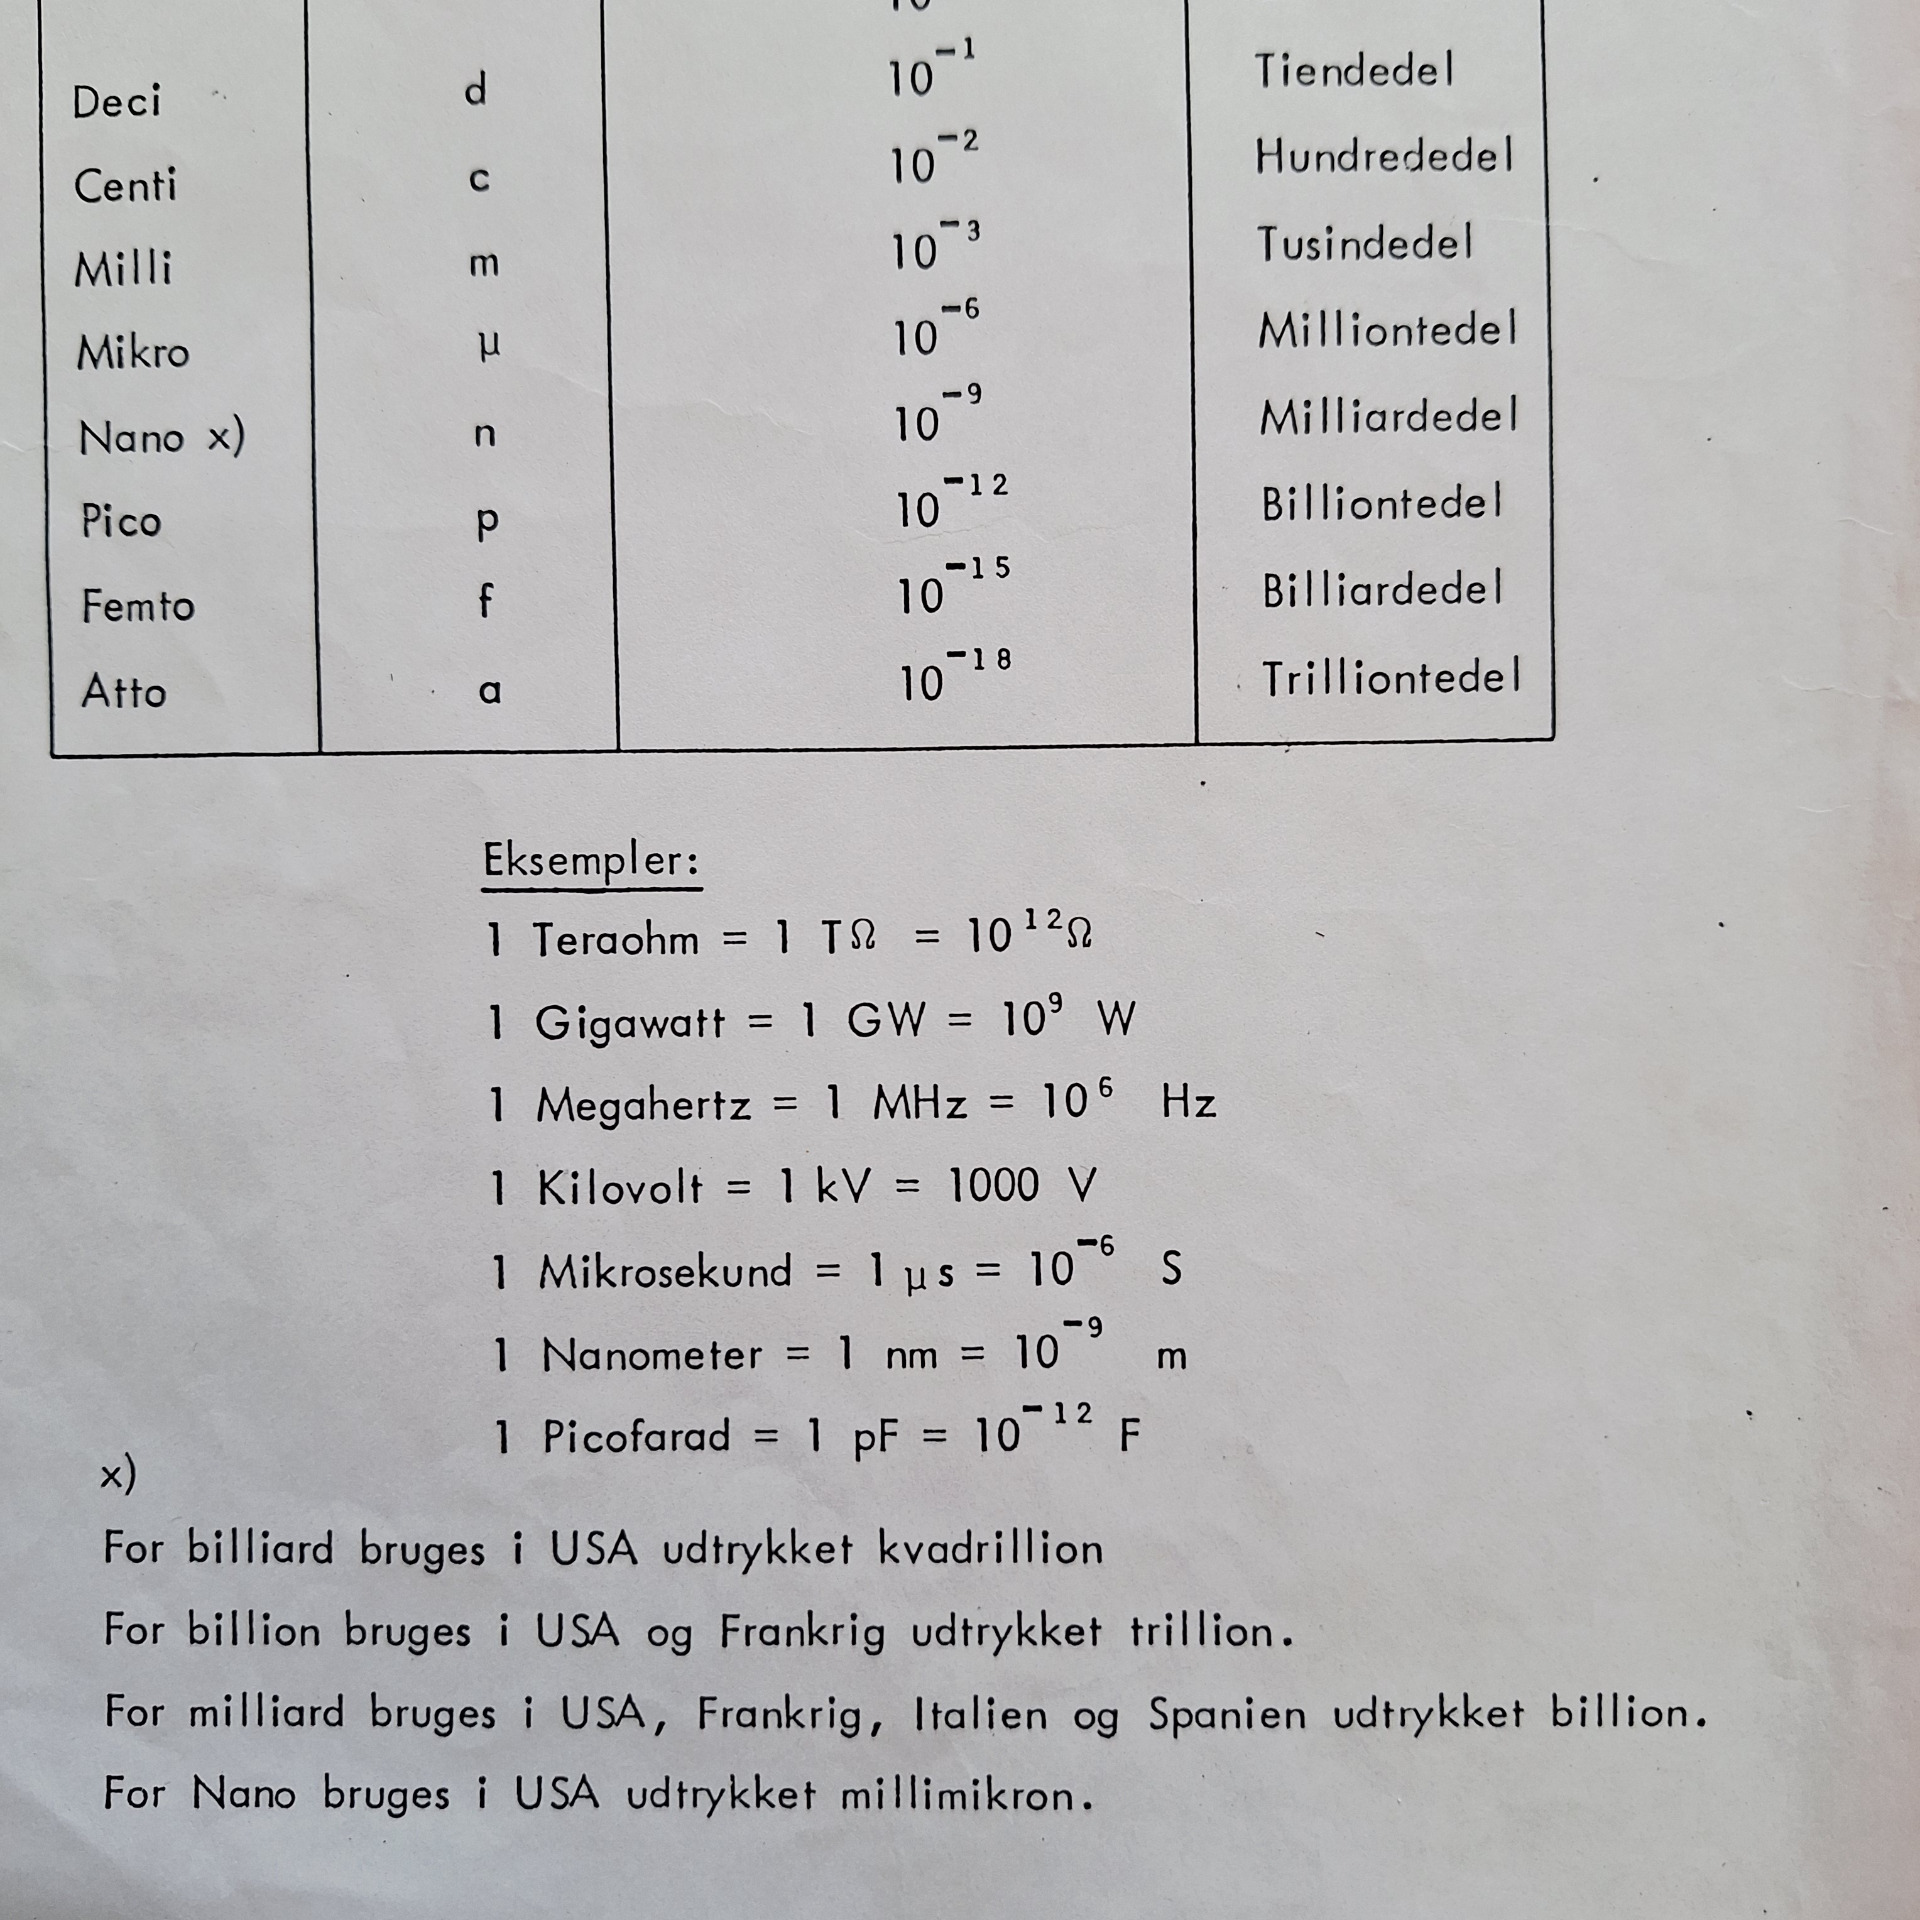 Deci d 10⁻¹ Tiendedel
Centi c 10⁻² Hundrededel
Milli m 10⁻³ Tusindedel
Mikro µ 10⁻⁶ Milliontedel
Nano x) n 10⁻⁹ Milliardedel
Pico p 10⁻¹² Billiontedel
Femto f 10⁻¹⁵ Billiardedel
Atto a 10⁻¹⁸ Trilliontedel
Eksempler:
1 Teraohm = 1 TΩ = 10¹²Ω
1 Gigawatt = 1 GW = 10⁹ W
1 Megahertz = 1 MHz = 10⁶ Hz
1 Kilovolt = 1 kV = 1000 V
1 Mikrosekund = 1 µs = 10⁻⁶ S
1 Nanometer = 1 nm = 10⁻⁹ m
1 Picofarad = 1 pF = 10⁻¹² F
x)
For billiard bruges i USA udtrykket kvadrillion
For billion bruges i USA og Frankrig udtrykket trillion.
For milliard bruges i USA, Frankrig, Italien og Spanien udtrykket billion.
For Nano bruges i USA udtrykket millimikron.